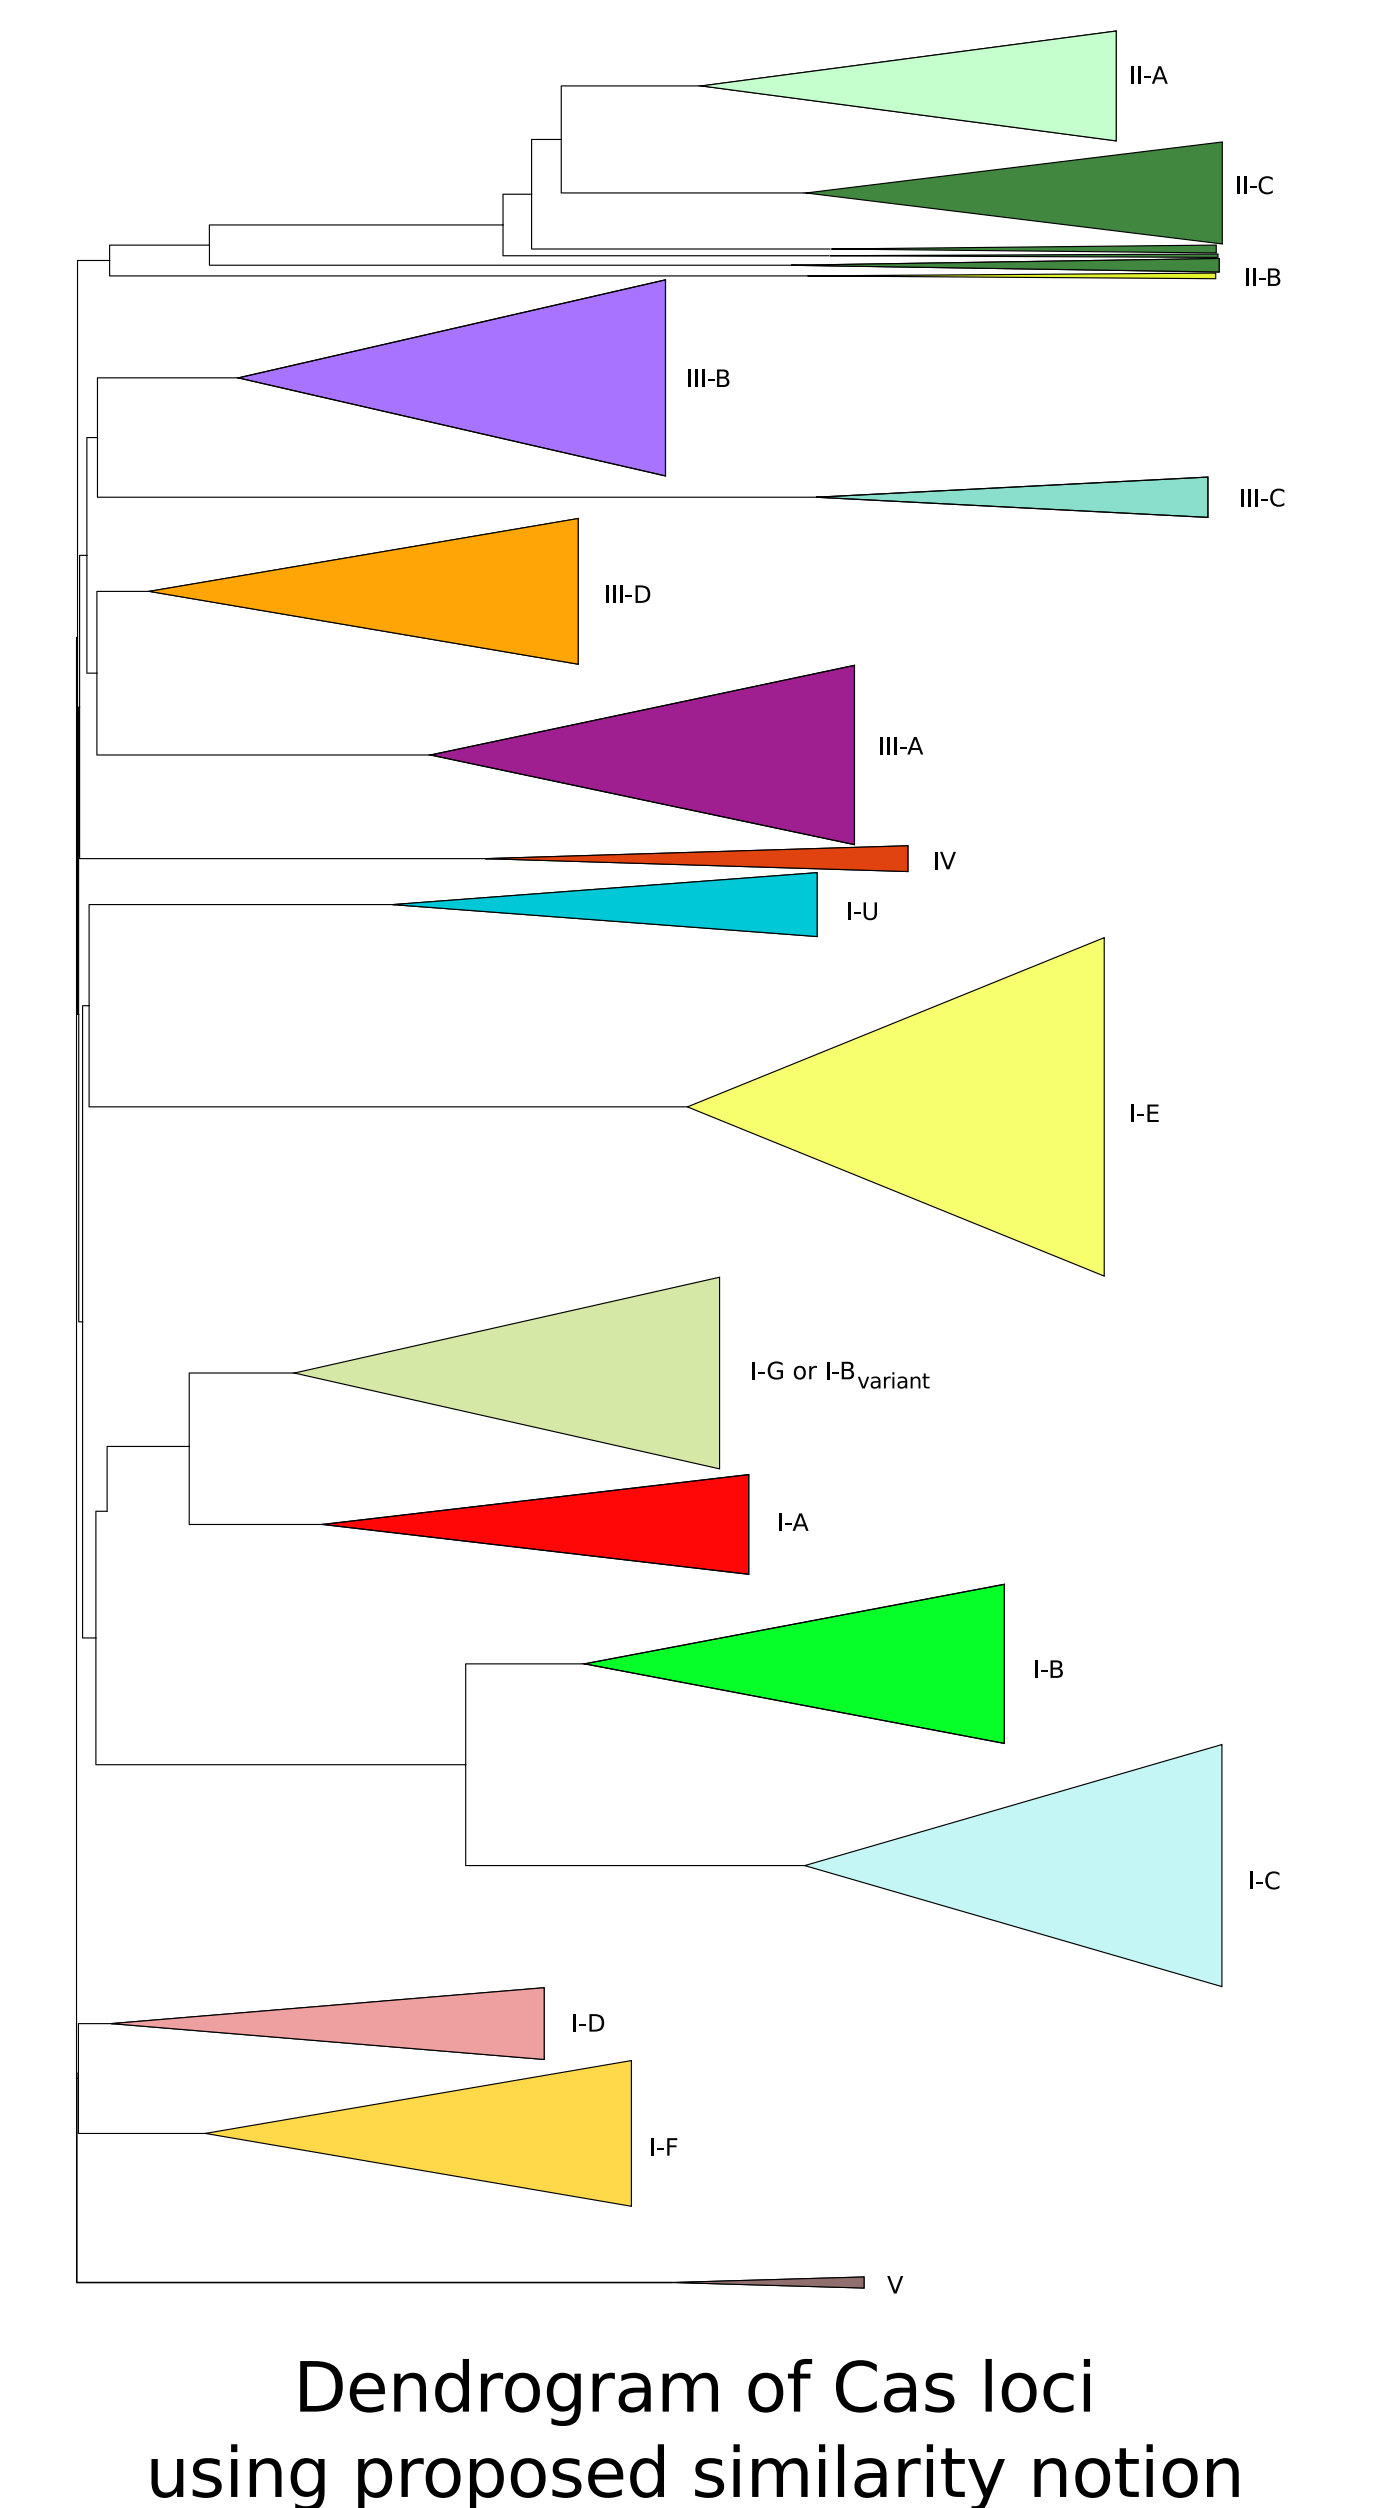 II-A
II-C
II-B
III-B
III-C
III-D
III-A
IV
I-U
I-E
I-G or I-Bvariant
I-A
I-B
I-C
I-D
I-F
V
Dendrogram of Cas loci
using proposed similarity notion